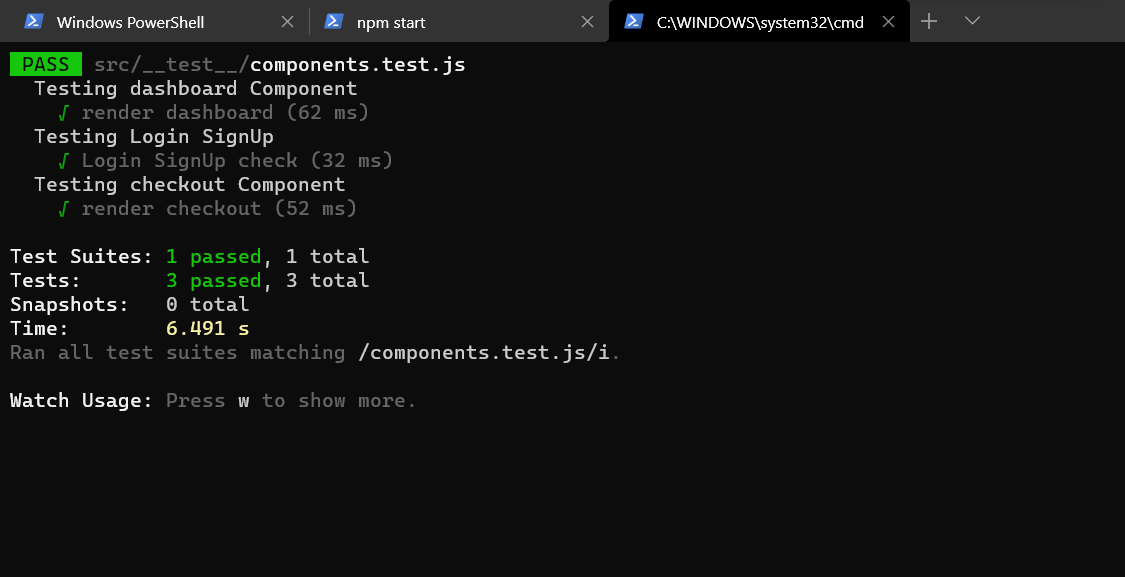 Windows PowerShell
npm start
C:\WINDOWS\system32\cmd
PASS src/__test__/components.test.js
Testing dashboard Component
√ render dashboard (62 ms)
Testing Login SignUp
√ Login SignUp check (32 ms)
Testing checkout Component
√ render checkout (52 ms)
Test Suites: 1 passed, 1 total
Tests: 3 passed, 3 total
Snapshots: 0 total
Time: 6.491 s
Ran all test suites matching /components.test.js/i.
Watch Usage: Press w to show more.